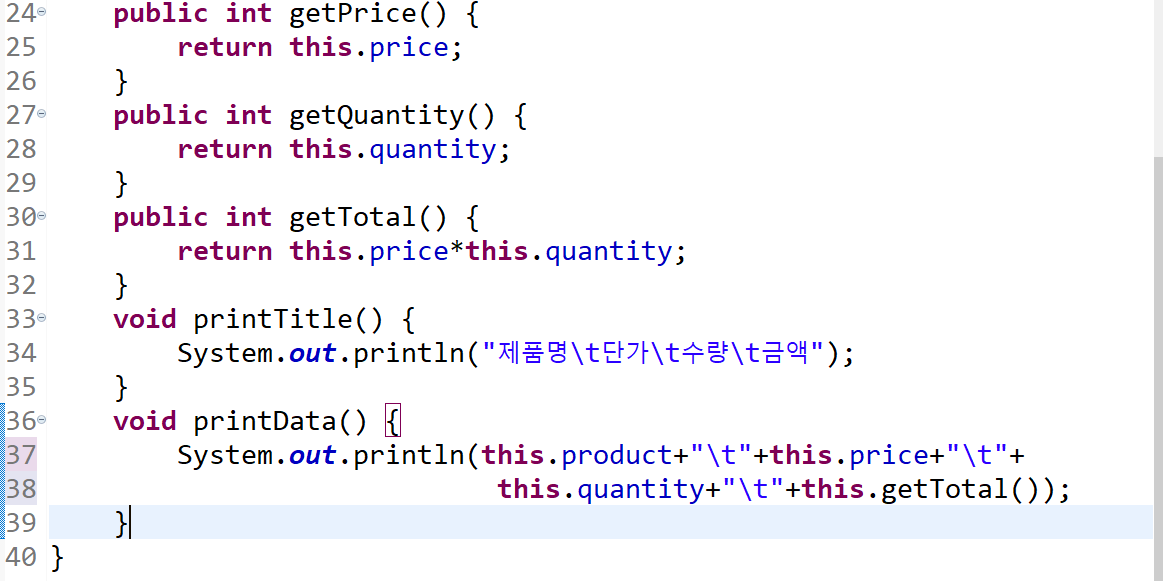 24 public int getPrice() {
25 return this.price;
26 }
27 public int getQuantity() {
28 return this.quantity;
29 }
30 public int getTotal() {
31 return this.price*this.quantity;
32 }
33 void printTitle() {
34 System.out.println("제품명\t단가\t수량\t금액");
35 }
36 void printData() {
37 System.out.println(this.product+"\t"+this.price+"\t"+
38 this.quantity+"\t"+this.getTotal());
39 }
40 }